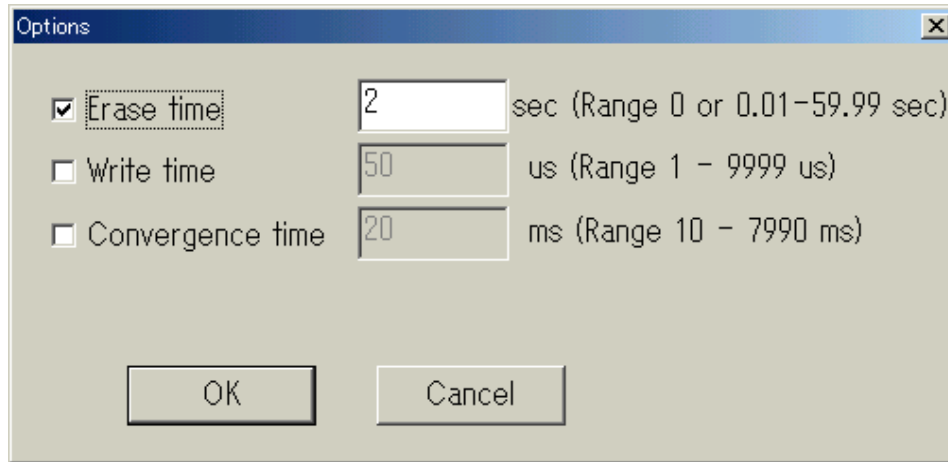 Options
Erase time 2 sec (Range 0 or 0.01-59.99 sec)
Write time 50 us (Range 1 - 9999 us)
Convergence time 20 ms (Range 10 - 7990 ms)
OK Cancel